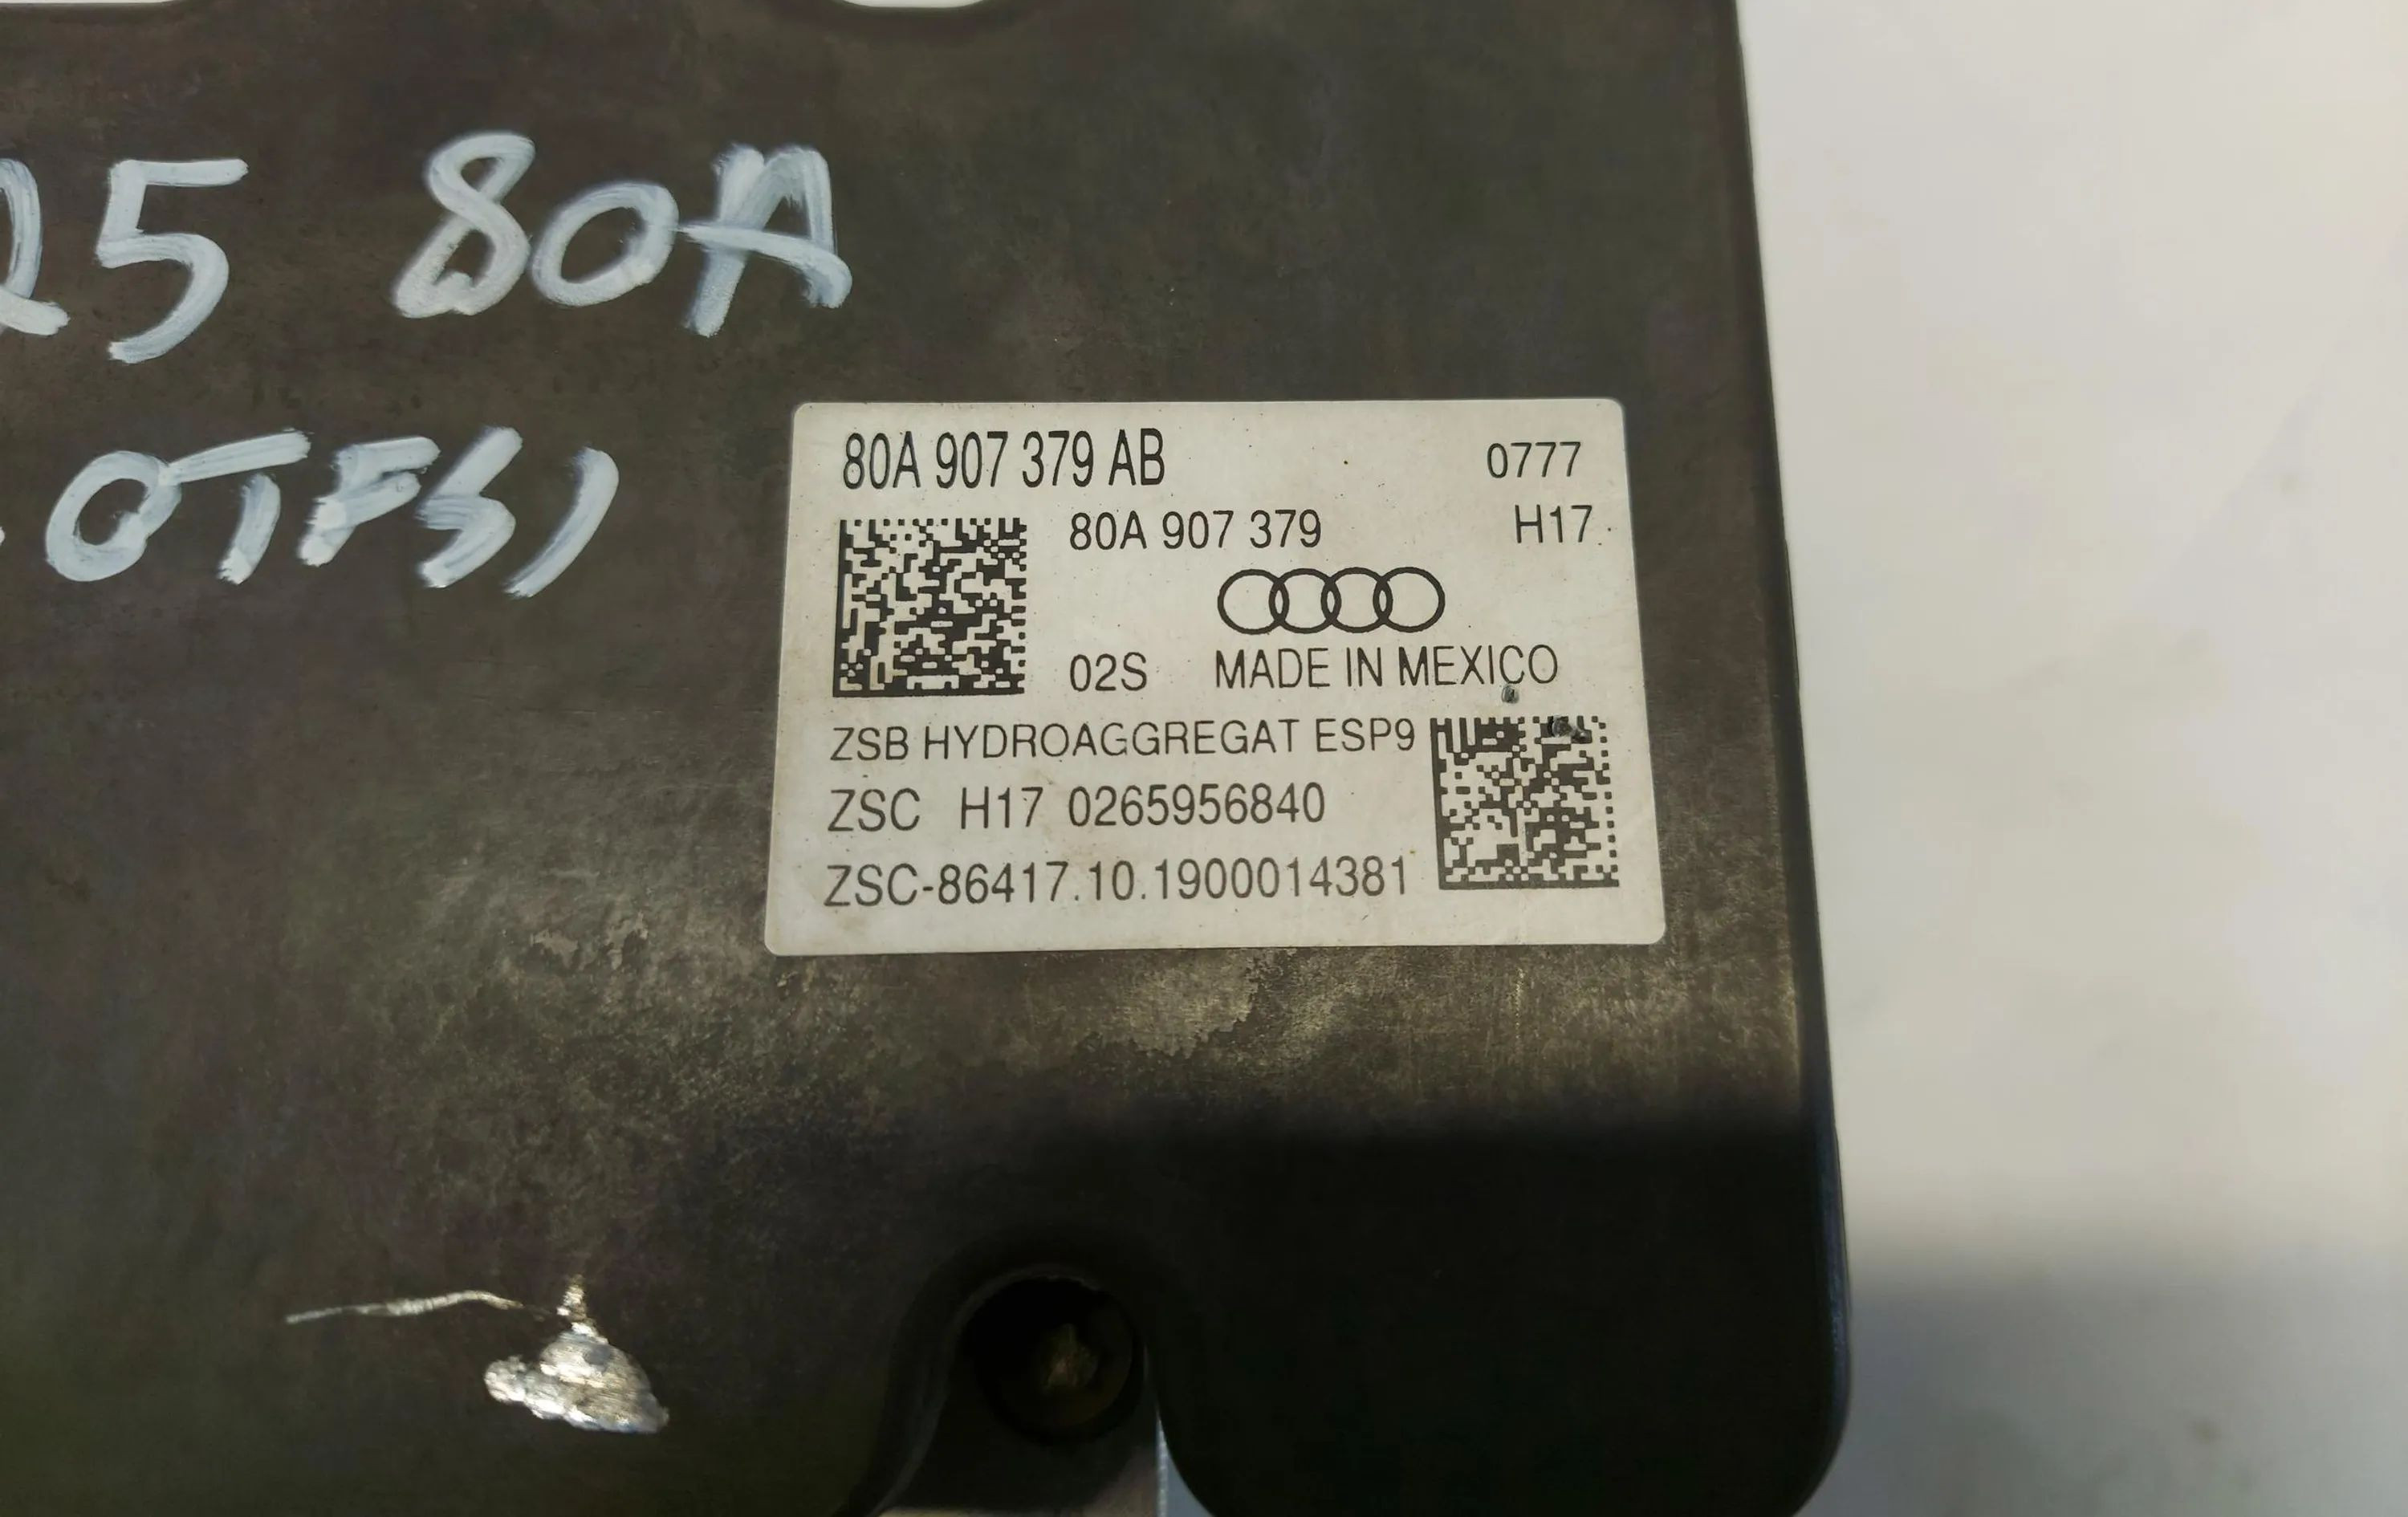 Q5 80A
.0TFSI)
80A 907 379 AB 0777
80A 907 379 H17
02S MADE IN MEXICO
ZSB HYDROAGGREGAT ESP9
ZSC H17 0265956840
ZSC-86417.10.1900014381